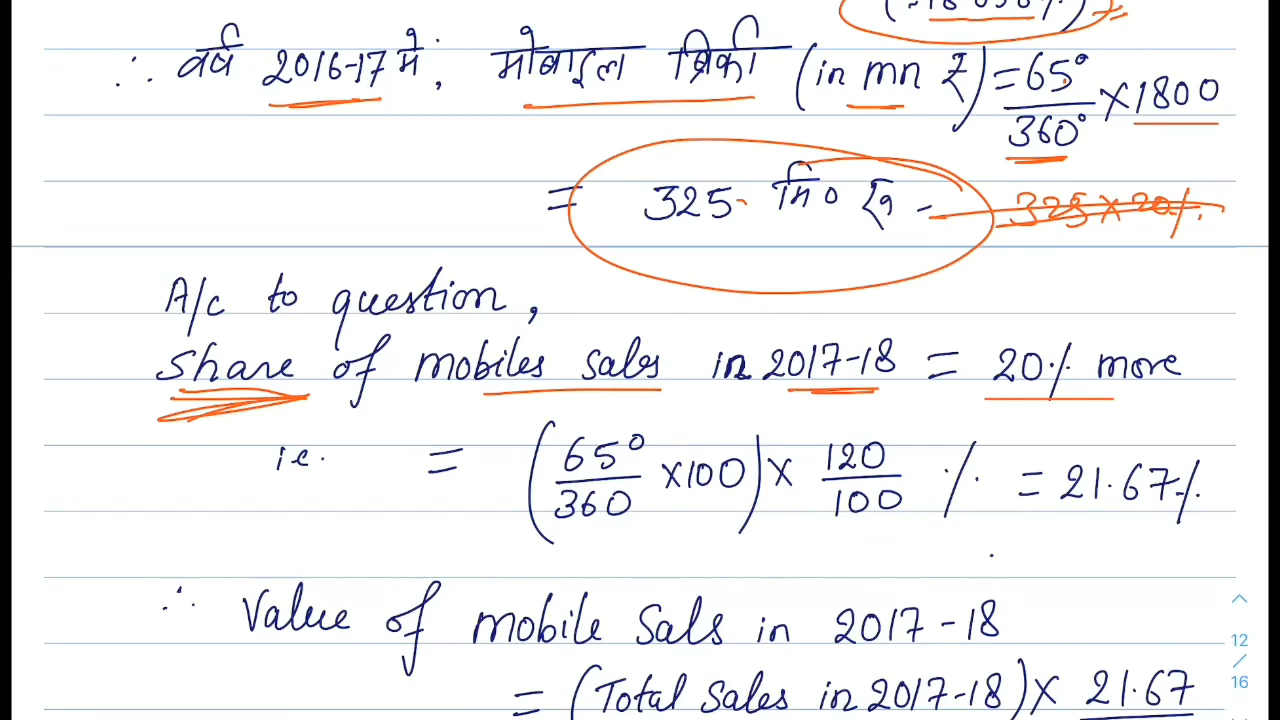 ∴ वर्ष 2016-17 मे, मोबाइल बिक्री (in mn ₹) = 65°/360° × 1800
= 325 मि० रु - 325 × 20%
A/c to question,
Share of mobiles sales in 2017-18 = 20% more
i.e. = (65°/360 × 100) × 120/100 % = 21.67%
∴ Value of mobile Sals in 2017-18
= (Total Sales in 2017-18) × 21.67
12
/
16